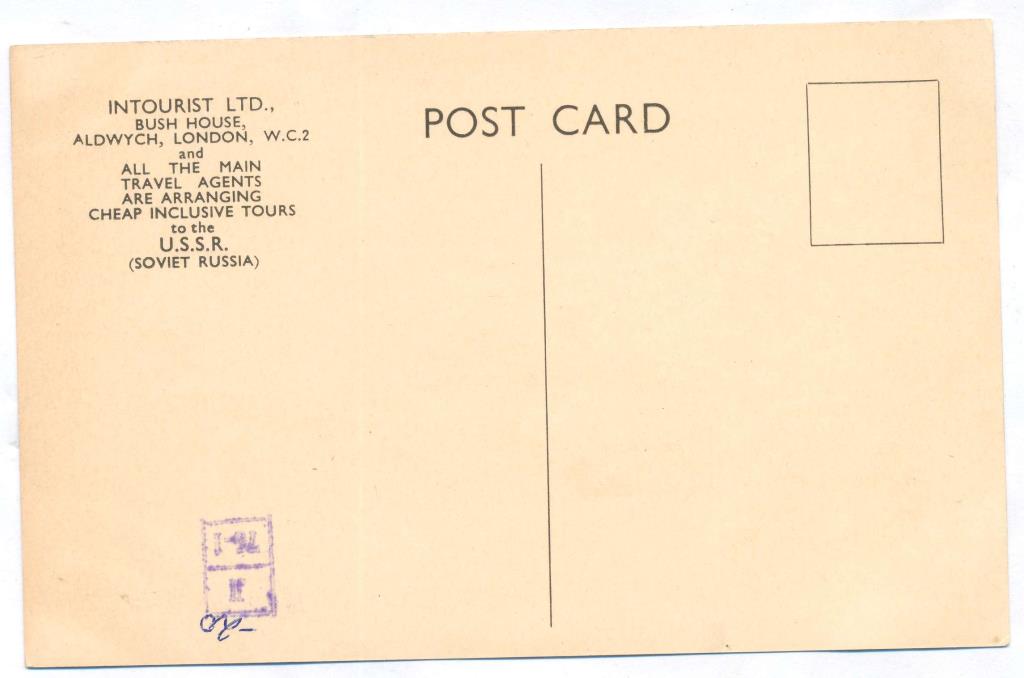 INTOURIST LTD.,
BUSH HOUSE,
ALDWYCH, LONDON, W.C.2
and
ALL THE MAIN
TRAVEL AGENTS
ARE ARRANGING
CHEAP INCLUSIVE TOURS
to the
U.S.S.R.
(SOVIET RUSSIA)
POST CARD